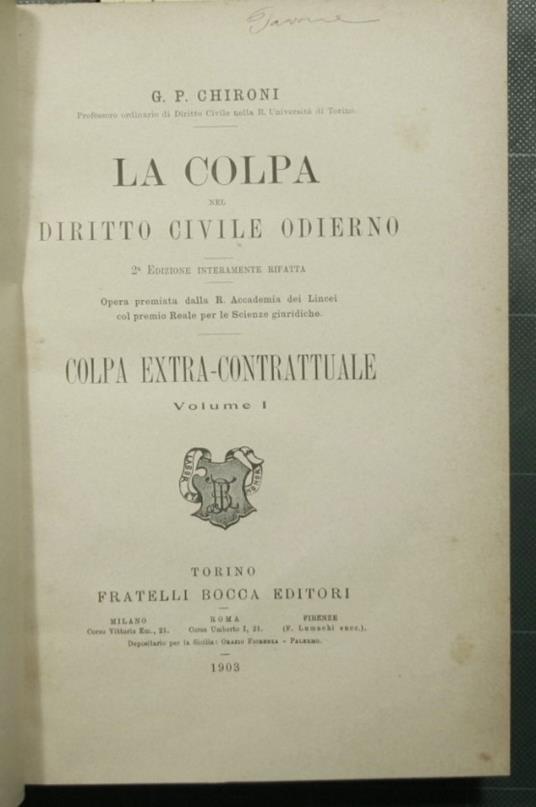 G. P. CHIRONI
Professore ordinario di Diritto Civile nella R. Università di Torino.
LA COLPA
NEL
DIRITTO CIVILE ODIERNO
2ª EDIZIONE INTERAMENTE RIFATTA
Opera premiata dalla R. Accademia dei Lincei
col premio Reale per le Scienze giuridiche.
COLPA EXTRA-CONTRATTUALE
Volume I
LABOR ET HONOR
TORINO
FRATELLI BOCCA EDITORI
MILANO ROMA FIRENZE
Corso Vittorio Em., 21. Corso Umberto I, 21. (F. Lumachi succ.).
Depositario per la Sicilia: ORAZIO FIORENZA - PALERMO.
1903